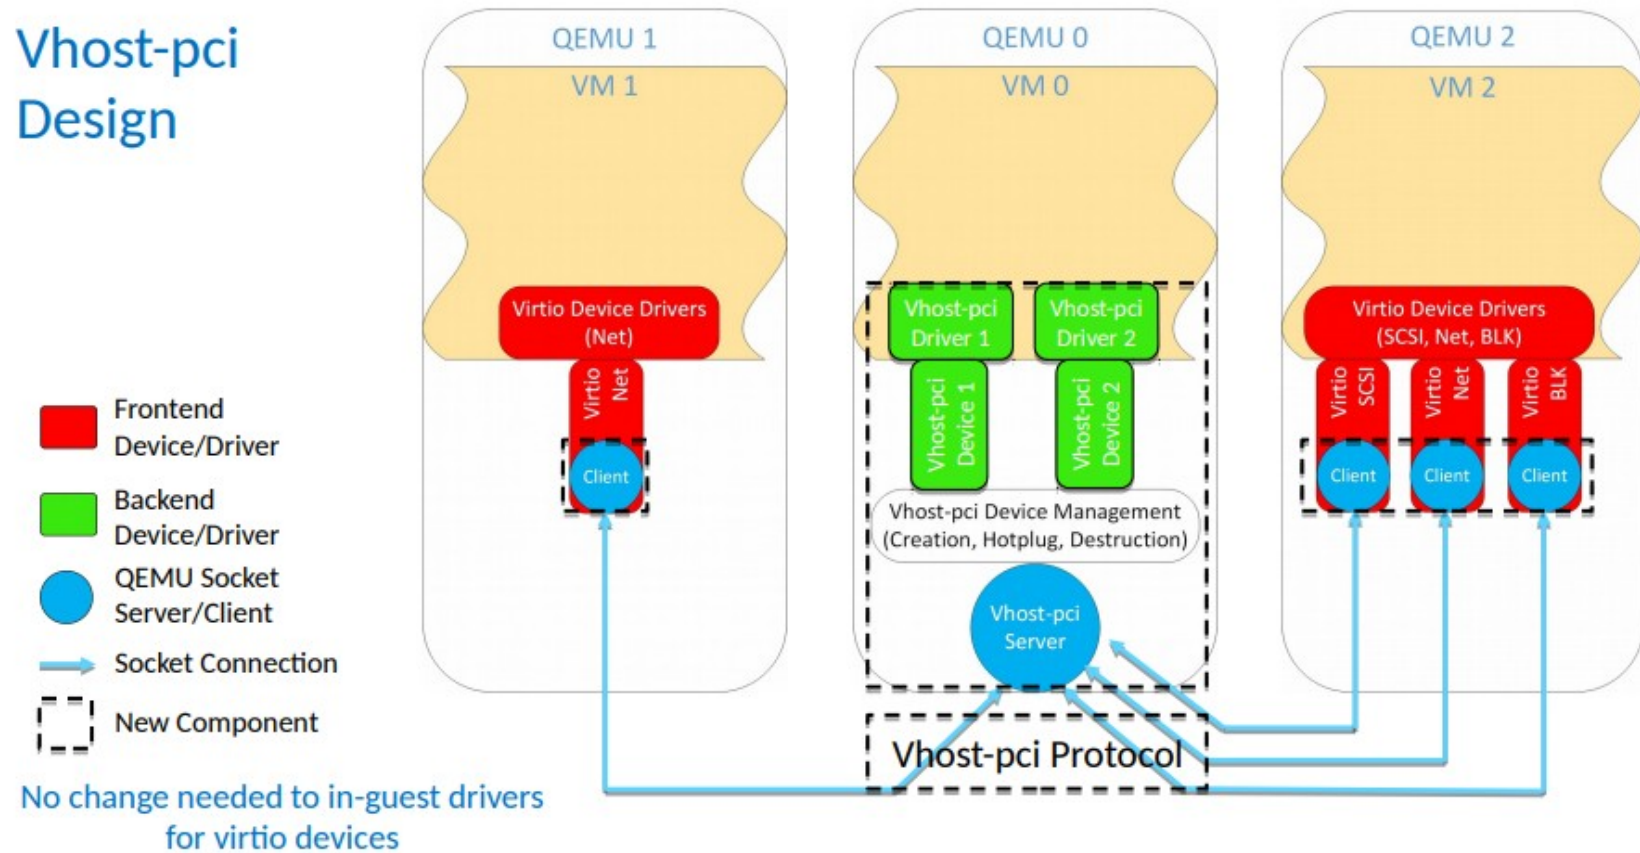 Vhost-pci
Design
QEMU 1
VM 1
Virtio Device Drivers
(Net)
Virtio
Net
Client
QEMU 0
VM 0
Vhost-pci
Driver 1
Vhost-pci
Driver 2
Vhost-pci
Device 1
Vhost-pci
Device 2
Vhost-pci Device Management
(Creation, Hotplug, Destruction)
Vhost-pci
Server
Vhost-pci Protocol
QEMU 2
VM 2
Virtio Device Drivers
(SCSI, Net, BLK)
Virtio
SCSI
Virtio
Net
Virtio
BLK
Client
Client
Client
Frontend
Device/Driver
Backend
Device/Driver
QEMU Socket
Server/Client
Socket Connection
New Component
No change needed to in-guest drivers
for virtio devices